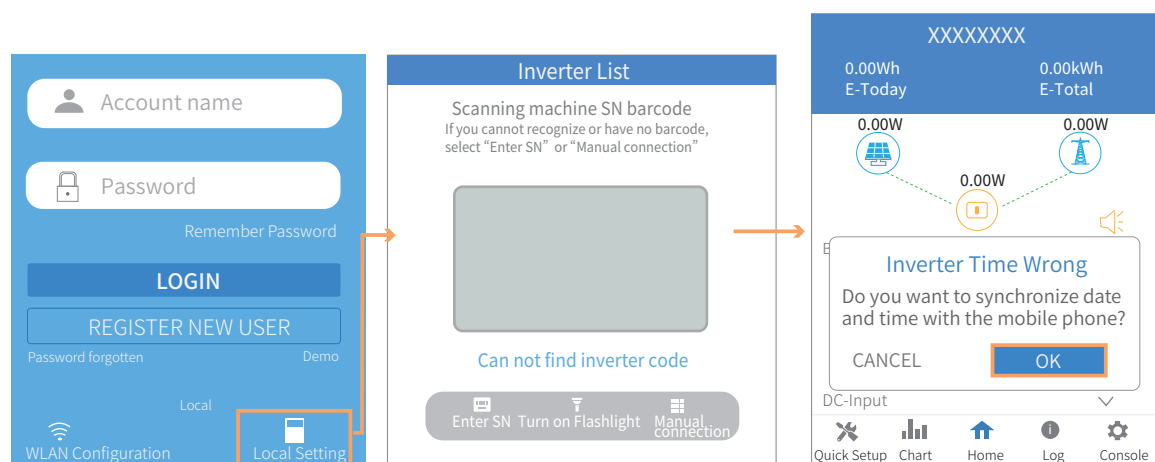 Account name
Password
Remember Password
LOGIN
REGISTER NEW USER
Password forgotten
Demo
Local
WLAN Configuration
Local Setting
Inverter List
Scanning machine SN barcode
If you cannot recognize or have no barcode,
select “Enter SN” or “Manual connection”
Can not find inverter code
Enter SN
Turn on Flashlight
Manual
connection
XXXXXXXX
0.00Wh
E-Today
0.00kWh
E-Total
0.00W
0.00W
0.00W
Inverter Time Wrong
Do you want to synchronize date
and time with the mobile phone?
CANCEL
OK
DC-Input
Quick Setup
Chart
Home
Log
Console